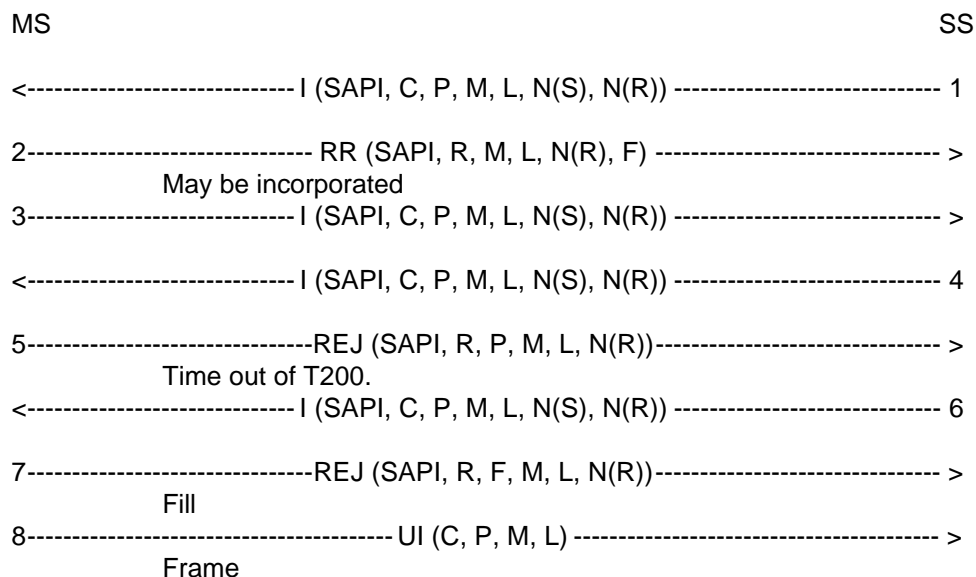 MS SS
<------------------------------ I (SAPI, C, P, M, L, N(S), N(R)) ------------------------------ 1
2-------------------------------- RR (SAPI, R, M, L, N(R), F) -------------------------------- >
May be incorporated
3------------------------------ I (SAPI, C, P, M, L, N(S), N(R)) ------------------------------ >
<------------------------------ I (SAPI, C, P, M, L, N(S), N(R)) ------------------------------ 4
5--------------------------------REJ (SAPI, R, P, M, L, N(R))-------------------------------- >
Time out of T200.
<------------------------------ I (SAPI, C, P, M, L, N(S), N(R)) ------------------------------ 6
7--------------------------------REJ (SAPI, R, F, M, L, N(R))-------------------------------- >
Fill
8----------------------------------------- UI (C, P, M, L) ----------------------------------------- >
Frame